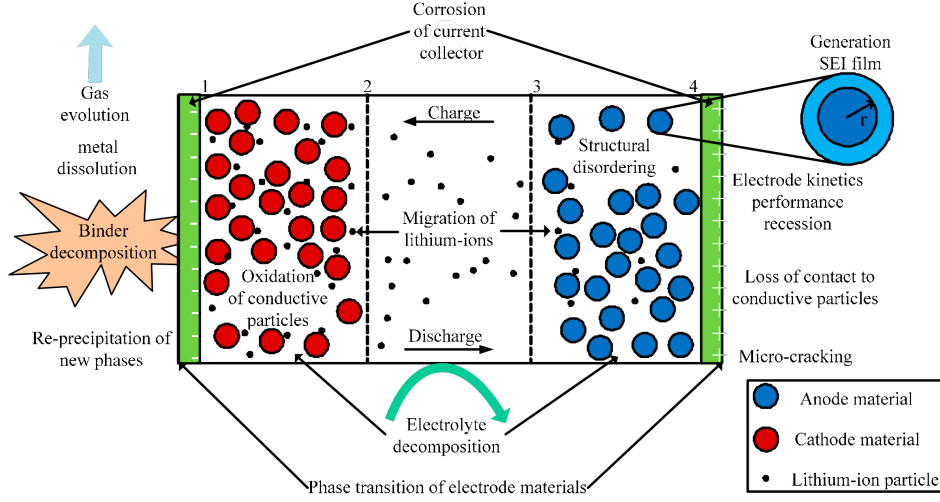 Corrosion
of current
collector
Generation
SEI film
Gas
evolution
metal
dissolution
Binder
decomposition
Re-precipitation of
new phases
1
2
3
4
Charge
Structural
disordering
r
Electrode kinetics
performance
recession
Migration of
lithium-ions
Oxidation
of conductive
particles
Loss of contact to
conductive particles
Discharge
Micro-cracking
Electrolyte
decomposition
Phase transition of electrode materials
Anode material
Cathode material
Lithium-ion particle